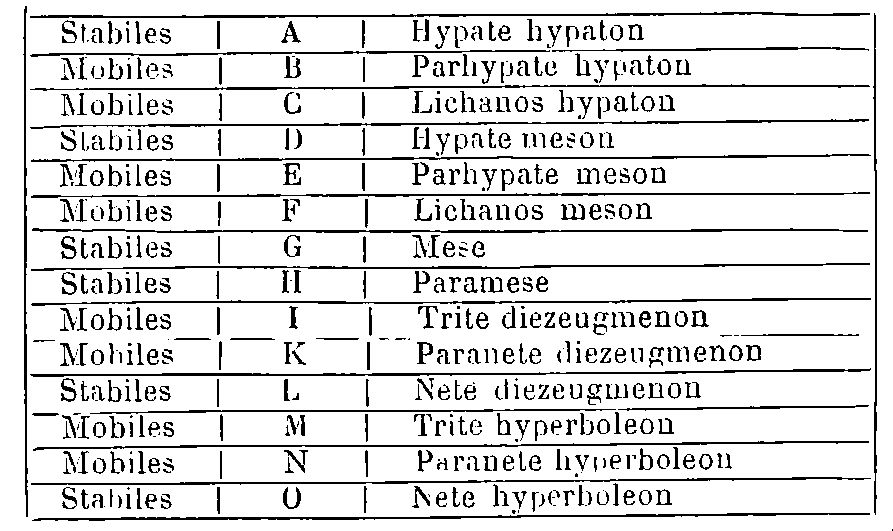 Stabiles | A | Hypate hypaton
Mobiles | B | Parhypate hypaton
Mobiles | C | Lichanos hypaton
Stabiles | D | Hypate meson
Mobiles | E | Parhypate meson
Mobiles | F | Lichanos meson
Stabiles | G | Mese
Stabiles | H | Paramese
Mobiles | I | Trite diezeugmenon
Mobiles | K | Paranete diezeugmenon
Stabiles | L | Nete diezeugmenon
Mobiles | M | Trite hyperboleon
Mobiles | N | Paranete hyperboleon
Stabiles | O | Nete hyperboleon